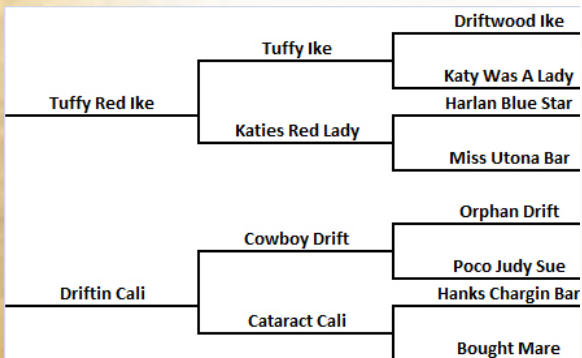 Driftwood Ike
Tuffy Ike
Katy Was A Lady
Tuffy Red Ike
Harlan Blue Star
Katies Red Lady
Miss Utona Bar
Orphan Drift
Cowboy Drift
Poco Judy Sue
Driftin Cali
Hanks Chargin Bar
Cataract Cali
Bought Mare